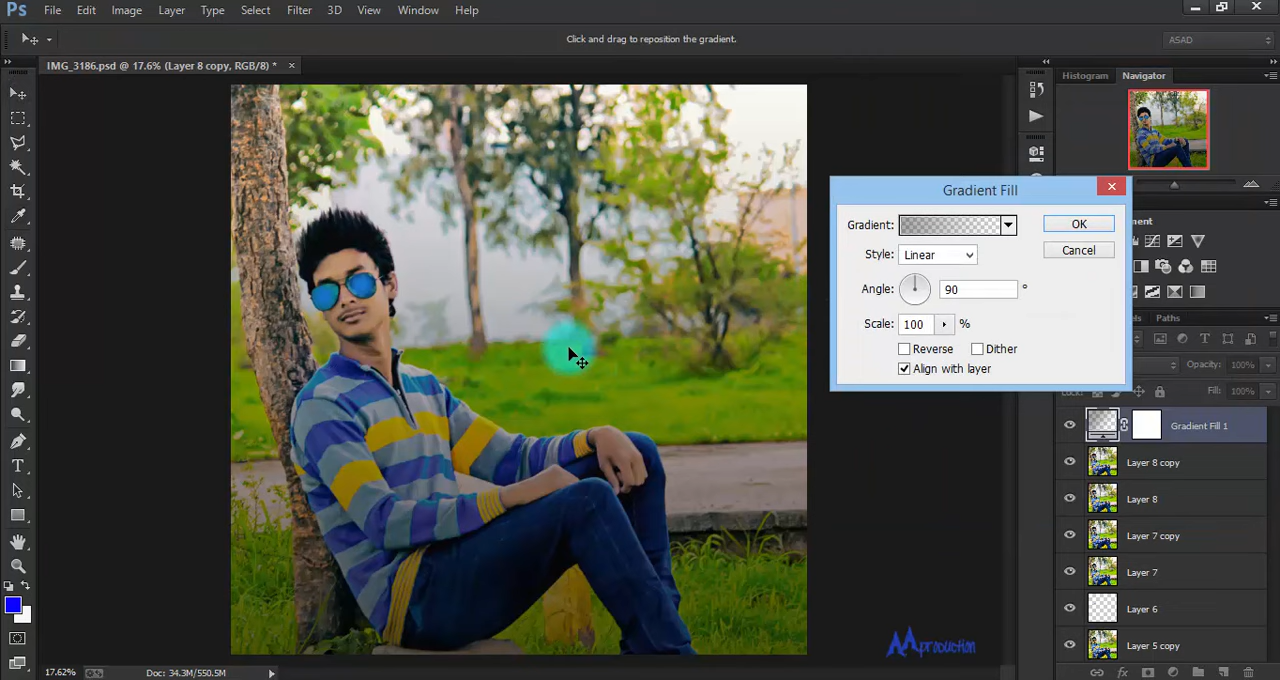 Ps File Edit Image Layer Type Select Filter 3D View Window Help
Click and drag to reposition the gradient.
ASAD
IMG_3186.psd @ 17.6% (Layer 8 copy, RGB/8) *
Histogram Navigator
Gradient Fill
Gradient:
OK
Style: Linear
Cancel
Angle: 90 °
Scale: 100 %
Reverse Dither
Align with layer
ment
els Paths
Opacity: 100%
Lock: Fill: 100%
Gradient Fill 1
Layer 8 copy
Layer 8
Layer 7 copy
Layer 7
Layer 6
Layer 5 copy
AA production
17.62% Doc: 34.3M/550.5M